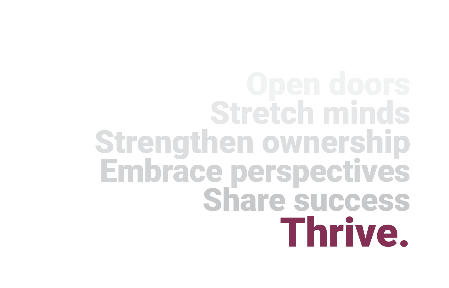 Open doors
Stretch minds
Strengthen ownership
Embrace perspectives
Share success
Thrive.